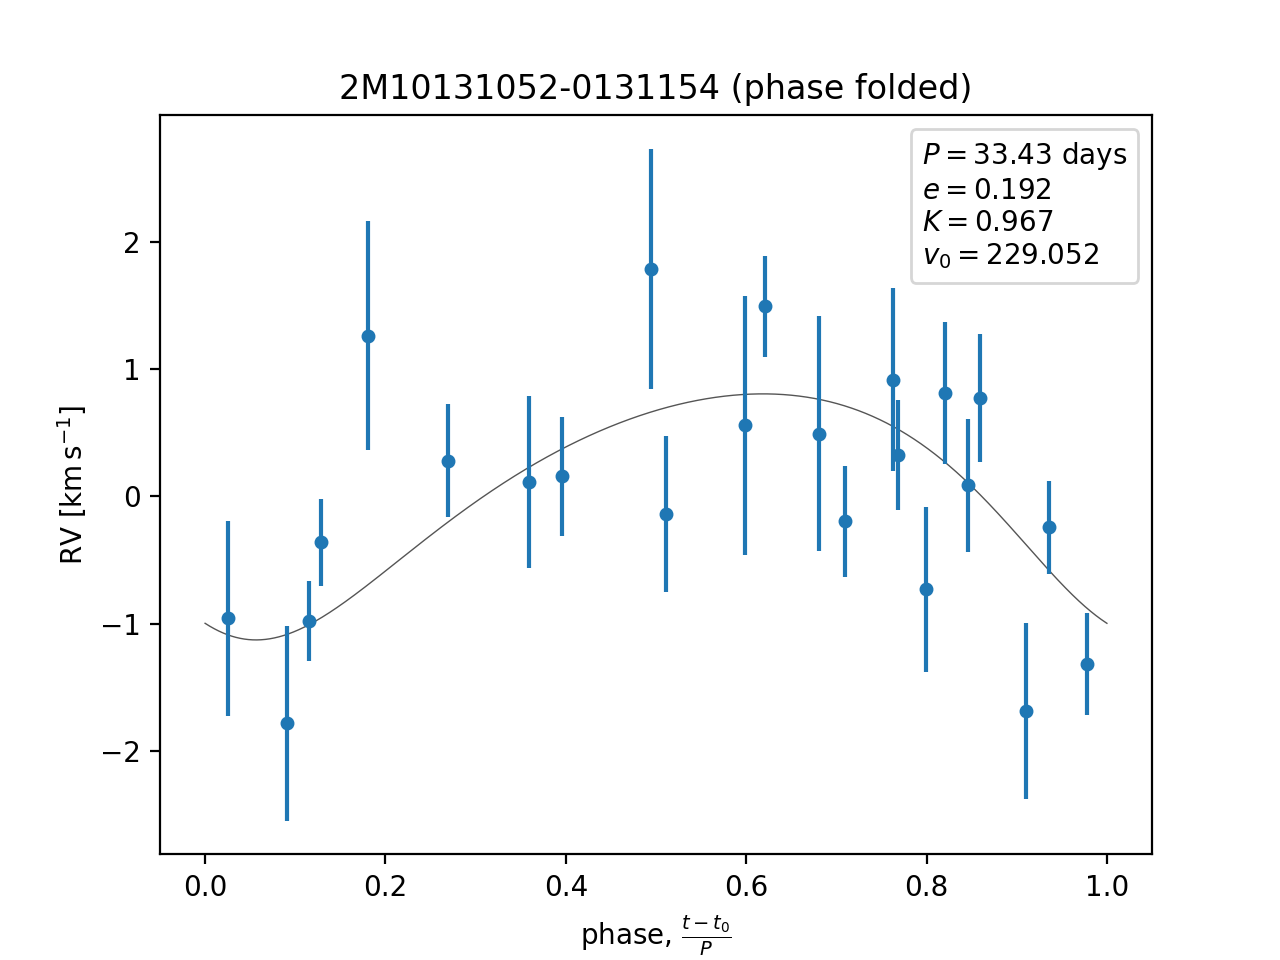 2M10131052-0131154 (phase folded)
P = 33.43 days
e = 0.192
K = 0.967
v₀ = 229.052
RV [km s⁻¹]
2
1
0
−1
−2
0.0 0.2 0.4 0.6 0.8 1.0
phase, (t − t₀)/P